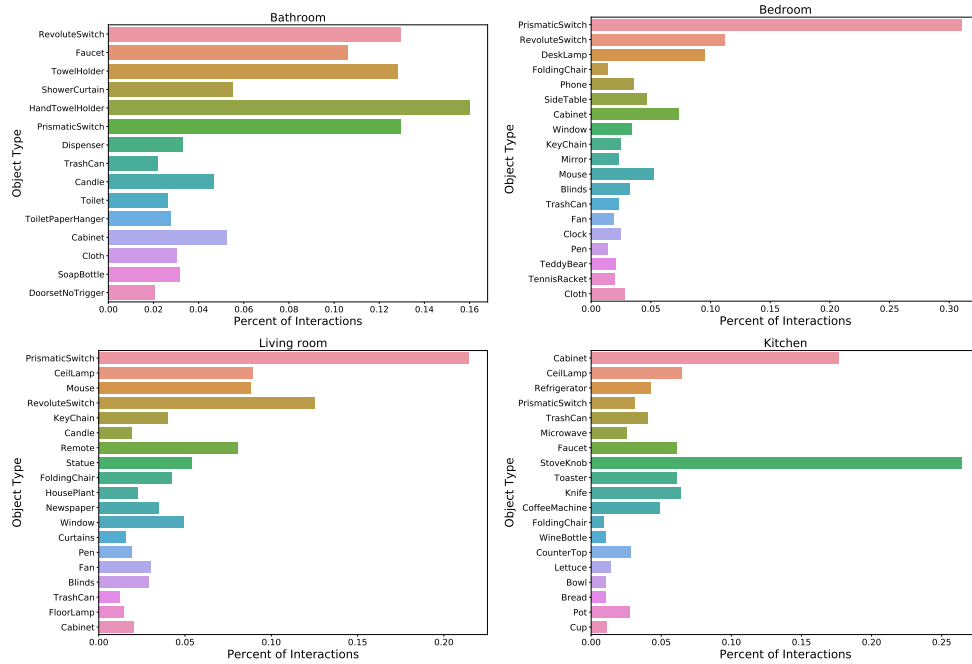 Bathroom
Object Type
RevoluteSwitch
Faucet
TowelHolder
ShowerCurtain
HandTowelHolder
PrismaticSwitch
Dispenser
TrashCan
Candle
Toilet
ToiletPaperHanger
Cabinet
Cloth
SoapBottle
DoorsetNoTrigger
0.00 0.02 0.04 0.06 0.08 0.10 0.12 0.14 0.16
Percent of Interactions
Bedroom
Object Type
PrismaticSwitch
RevoluteSwitch
DeskLamp
FoldingChair
Phone
SideTable
Cabinet
Window
KeyChain
Mirror
Mouse
Blinds
TrashCan
Fan
Clock
Pen
TeddyBear
TennisRacket
Cloth
0.00 0.05 0.10 0.15 0.20 0.25 0.30
Percent of Interactions
Living room
Object Type
PrismaticSwitch
CeilLamp
Mouse
RevoluteSwitch
KeyChain
Candle
Remote
Statue
FoldingChair
HousePlant
Newspaper
Window
Curtains
Pen
Fan
Blinds
TrashCan
FloorLamp
Cabinet
0.00 0.05 0.10 0.15 0.20
Percent of Interactions
Kitchen
Object Type
Cabinet
CeilLamp
Refrigerator
PrismaticSwitch
TrashCan
Microwave
Faucet
StoveKnob
Toaster
Knife
CoffeeMachine
FoldingChair
WineBottle
CounterTop
Lettuce
Bowl
Bread
Pot
Cup
0.00 0.05 0.10 0.15 0.20 0.25
Percent of Interactions